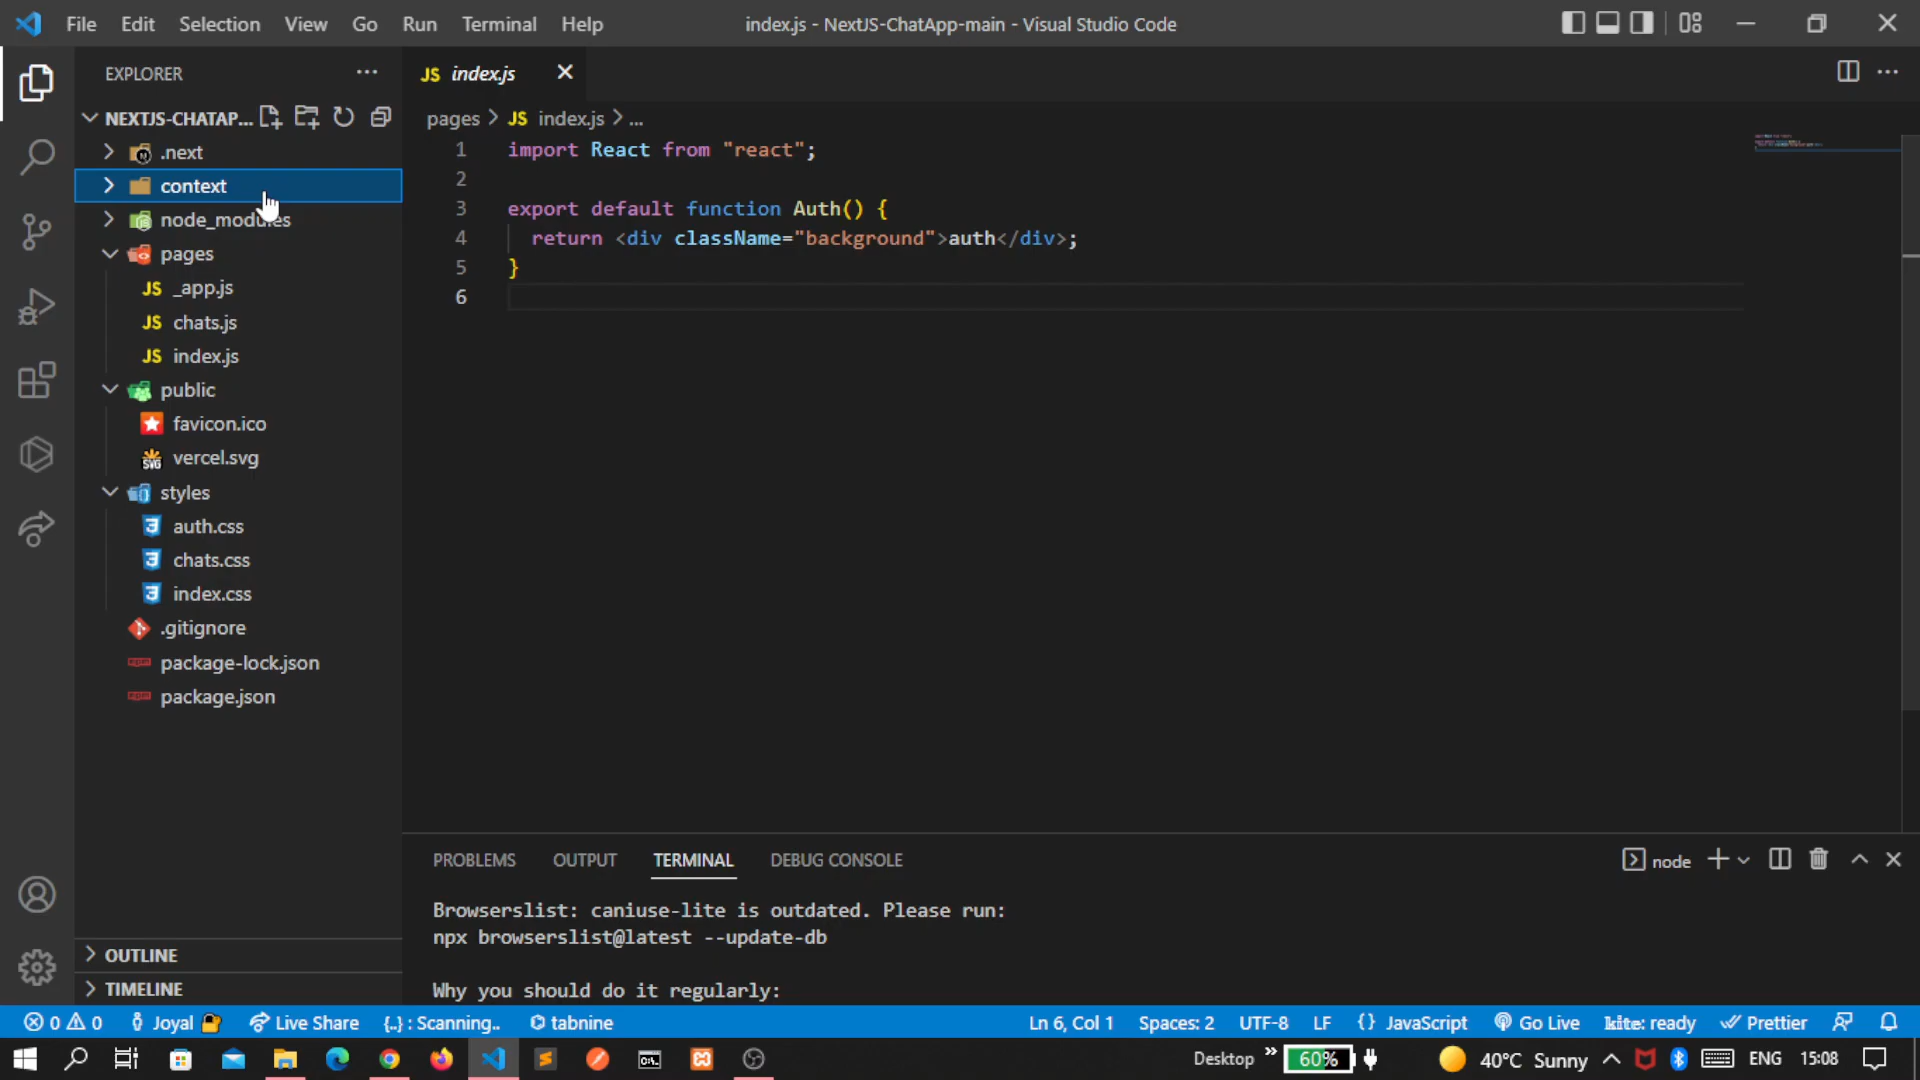 File Edit Selection View Go Run Terminal Help
index.js - NextJS-ChatApp-main - Visual Studio Code
EXPLORER
NEXTJS-CHATAP...
.next
context
node_modules
pages
JS _app.js
JS chats.js
JS index.js
public
favicon.ico
SVG vercel.svg
styles
auth.css
chats.css
index.css
.gitignore
package-lock.json
package.json
OUTLINE
TIMELINE
JS index.js
pages > JS index.js > ...
1 import React from "react";
2
3 export default function Auth() {
4 return <div className="background">auth</div>;
5 }
6
PROBLEMS OUTPUT TERMINAL DEBUG CONSOLE
node
Browserslist: caniuse-lite is outdated. Please run:
npx browserslist@latest --update-db
Why you should do it regularly:
0 0 Joyal Live Share {..} : Scanning.. tabnine
Ln 6, Col 1 Spaces: 2 UTF-8 LF {} JavaScript Go Live kite: ready Prettier
Desktop » 60% 40°C Sunny ENG 15:08